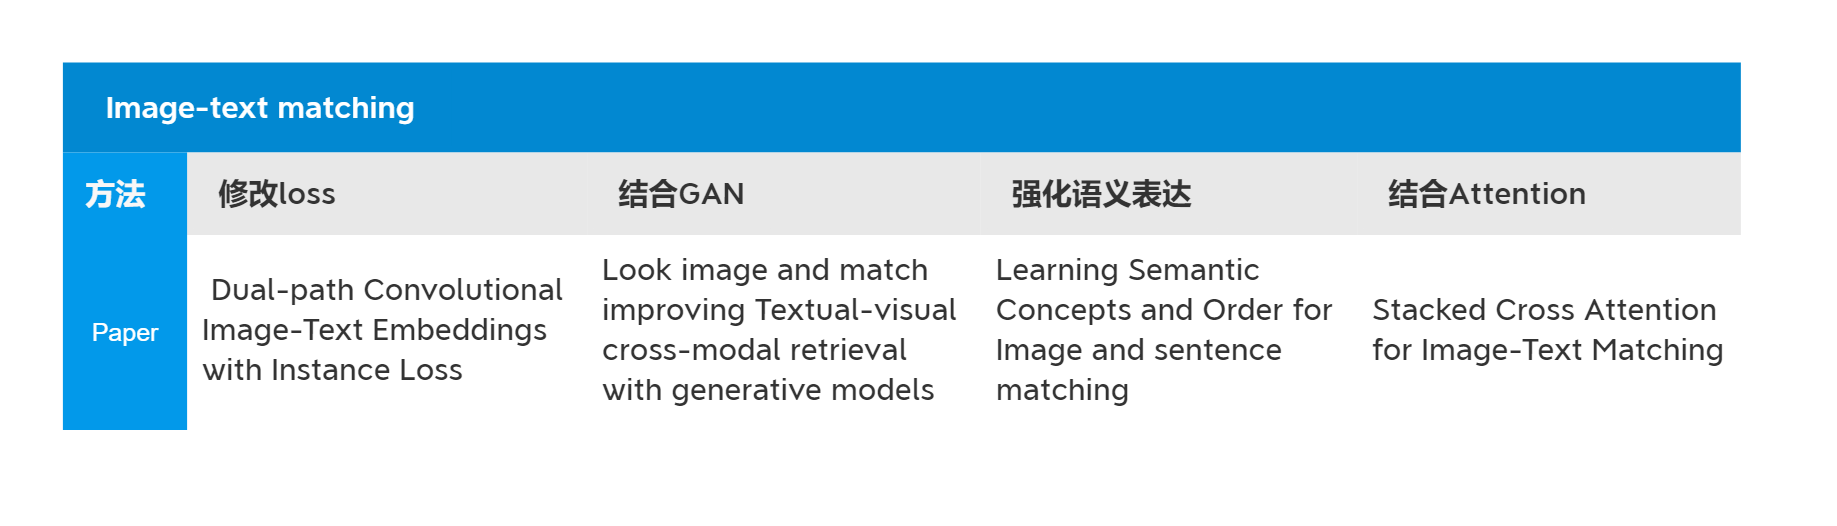 Image-text matching
方法
修改loss
结合GAN
强化语义表达
结合Attention
Paper
Dual-path Convolutional
Image-Text Embeddings
with Instance Loss
Look image and match
improving Textual-visual
cross-modal retrieval
with generative models
Learning Semantic
Concepts and Order for
Image and sentence
matching
Stacked Cross Attention
for Image-Text Matching